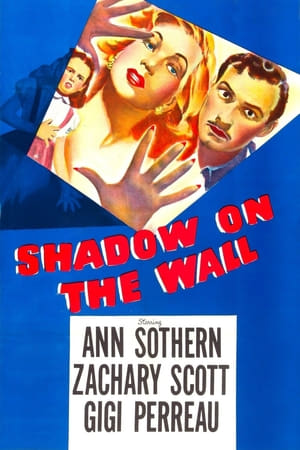 SHADOW ON
THE WALL
Starring
ANN SOTHERN
ZACHARY SCOTT
GIGI PERREAU